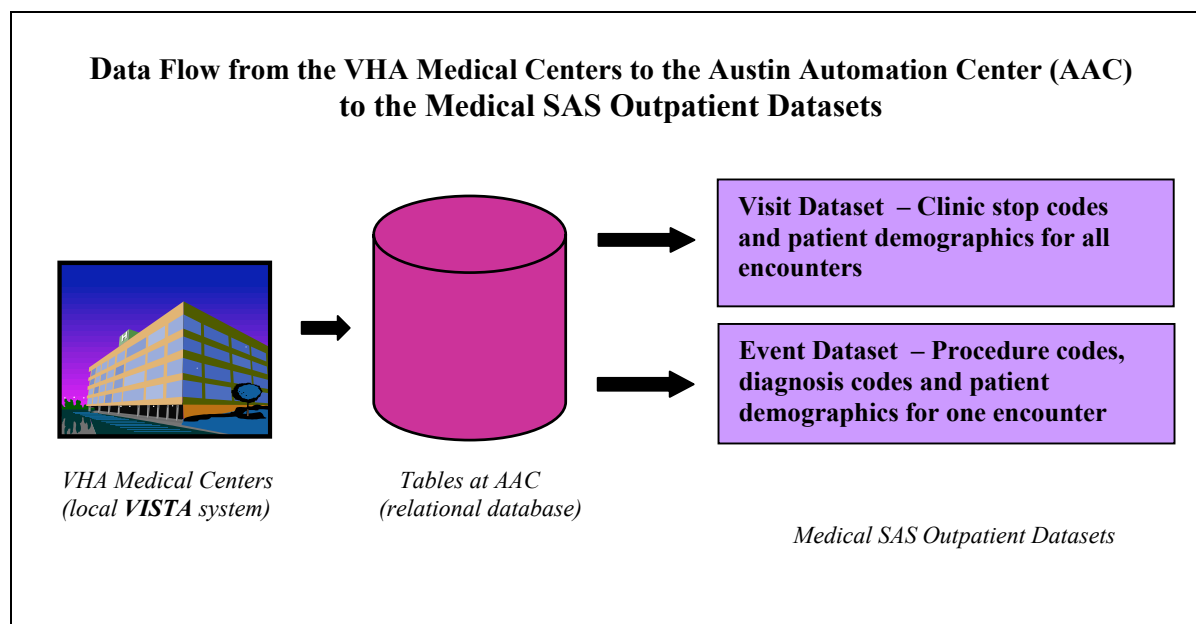 Data Flow from the VHA Medical Centers to the Austin Automation Center (AAC)
to the Medical SAS Outpatient Datasets
Visit Dataset – Clinic stop codes
and patient demographics for all
encounters
Event Dataset – Procedure codes,
diagnosis codes and patient
demographics for one encounter
VHA Medical Centers
(local VISTA system)
Tables at AAC
(relational database)
Medical SAS Outpatient Datasets